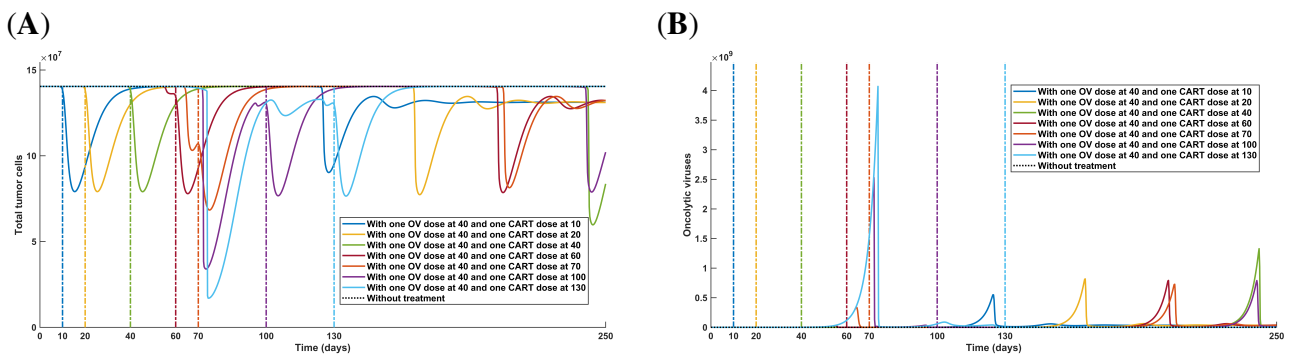 (A)
×10^7
15
10
5
0
Total tumor cells
0 10 20 40 60 70 100 130 250
Time (days)
With one OV dose at 40 and one CART dose at 10
With one OV dose at 40 and one CART dose at 20
With one OV dose at 40 and one CART dose at 40
With one OV dose at 40 and one CART dose at 60
With one OV dose at 40 and one CART dose at 70
With one OV dose at 40 and one CART dose at 100
With one OV dose at 40 and one CART dose at 130
Without treatment
(B)
×10^9
4
3.5
3
2.5
2
1.5
1
0.5
0
Oncolytic viruses
0 10 20 40 60 70 100 130 250
Time (days)
With one OV dose at 40 and one CART dose at 10
With one OV dose at 40 and one CART dose at 20
With one OV dose at 40 and one CART dose at 40
With one OV dose at 40 and one CART dose at 60
With one OV dose at 40 and one CART dose at 70
With one OV dose at 40 and one CART dose at 100
With one OV dose at 40 and one CART dose at 130
Without treatment